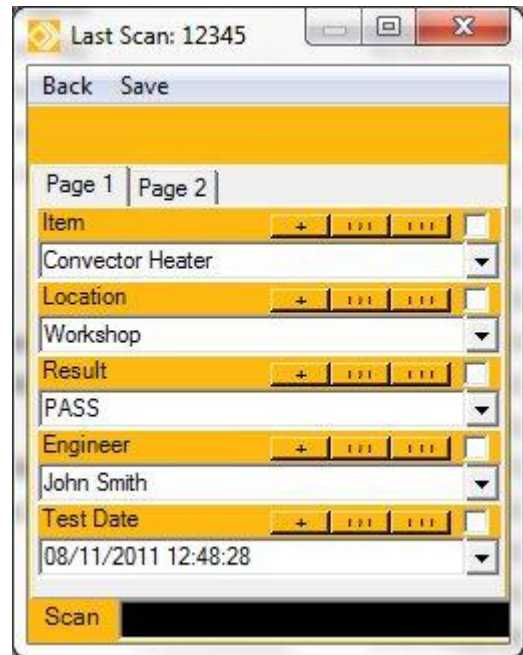 Last Scan: 12345
Back Save
Page 1 Page 2
Item
Convector Heater
Location
Workshop
Result
PASS
Engineer
John Smith
Test Date
08/11/2011 12:48:28
Scan